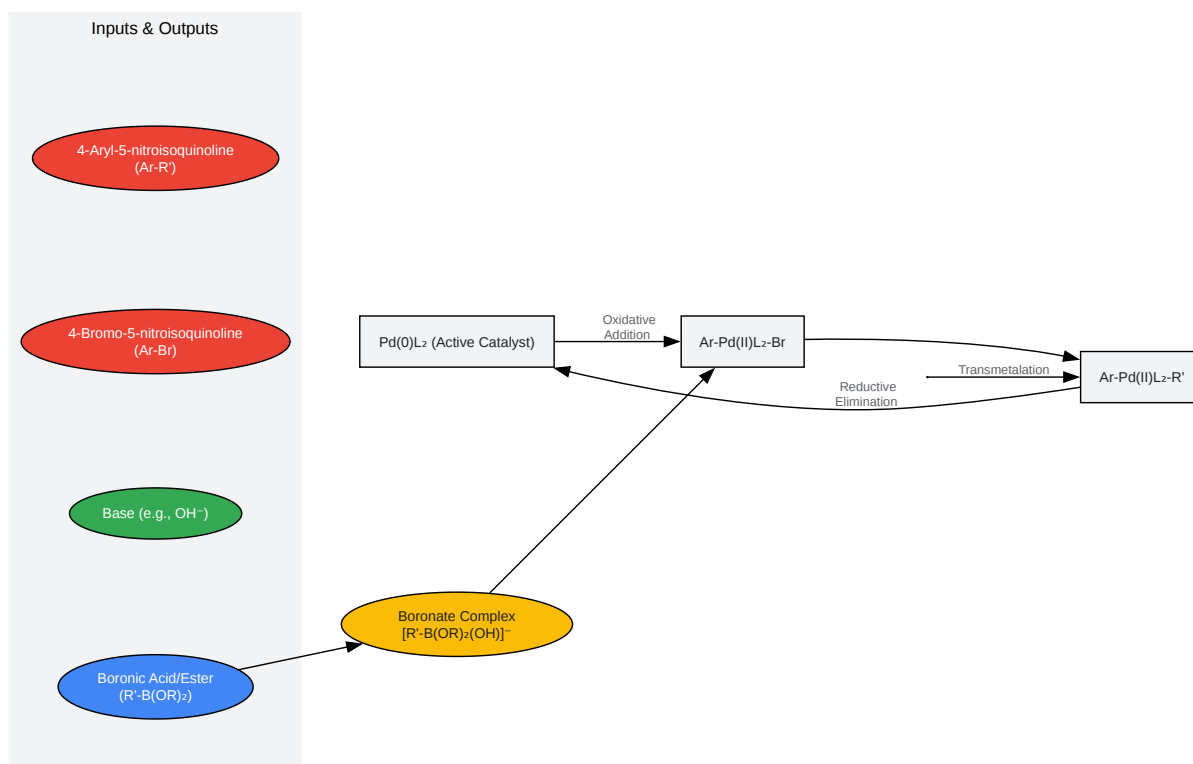 Inputs & Outputs
4-Aryl-5-nitroisoquinoline
(Ar-R')
4-Bromo-5-nitroisoquinoline
(Ar-Br)
Base (e.g., OH⁻)
Boronic Acid/Ester
(R'-B(OR)₂)
Boronate Complex
[R'-B(OR)₂(OH)]⁻
Pd(0)L₂ (Active Catalyst)
Oxidative
Addition
Ar-Pd(II)L₂-Br
Transmetalation
Reductive
Elimination
Ar-Pd(II)L₂-R'